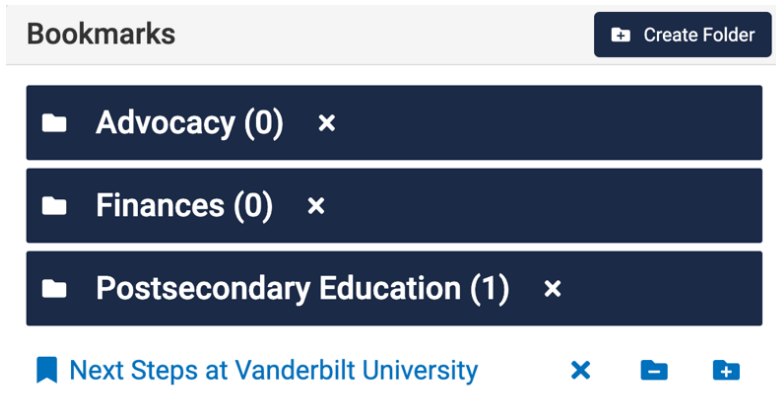 Bookmarks
Create Folder
Advocacy (0)
Finances (0)
Postsecondary Education (1)
Next Steps at Vanderbilt University